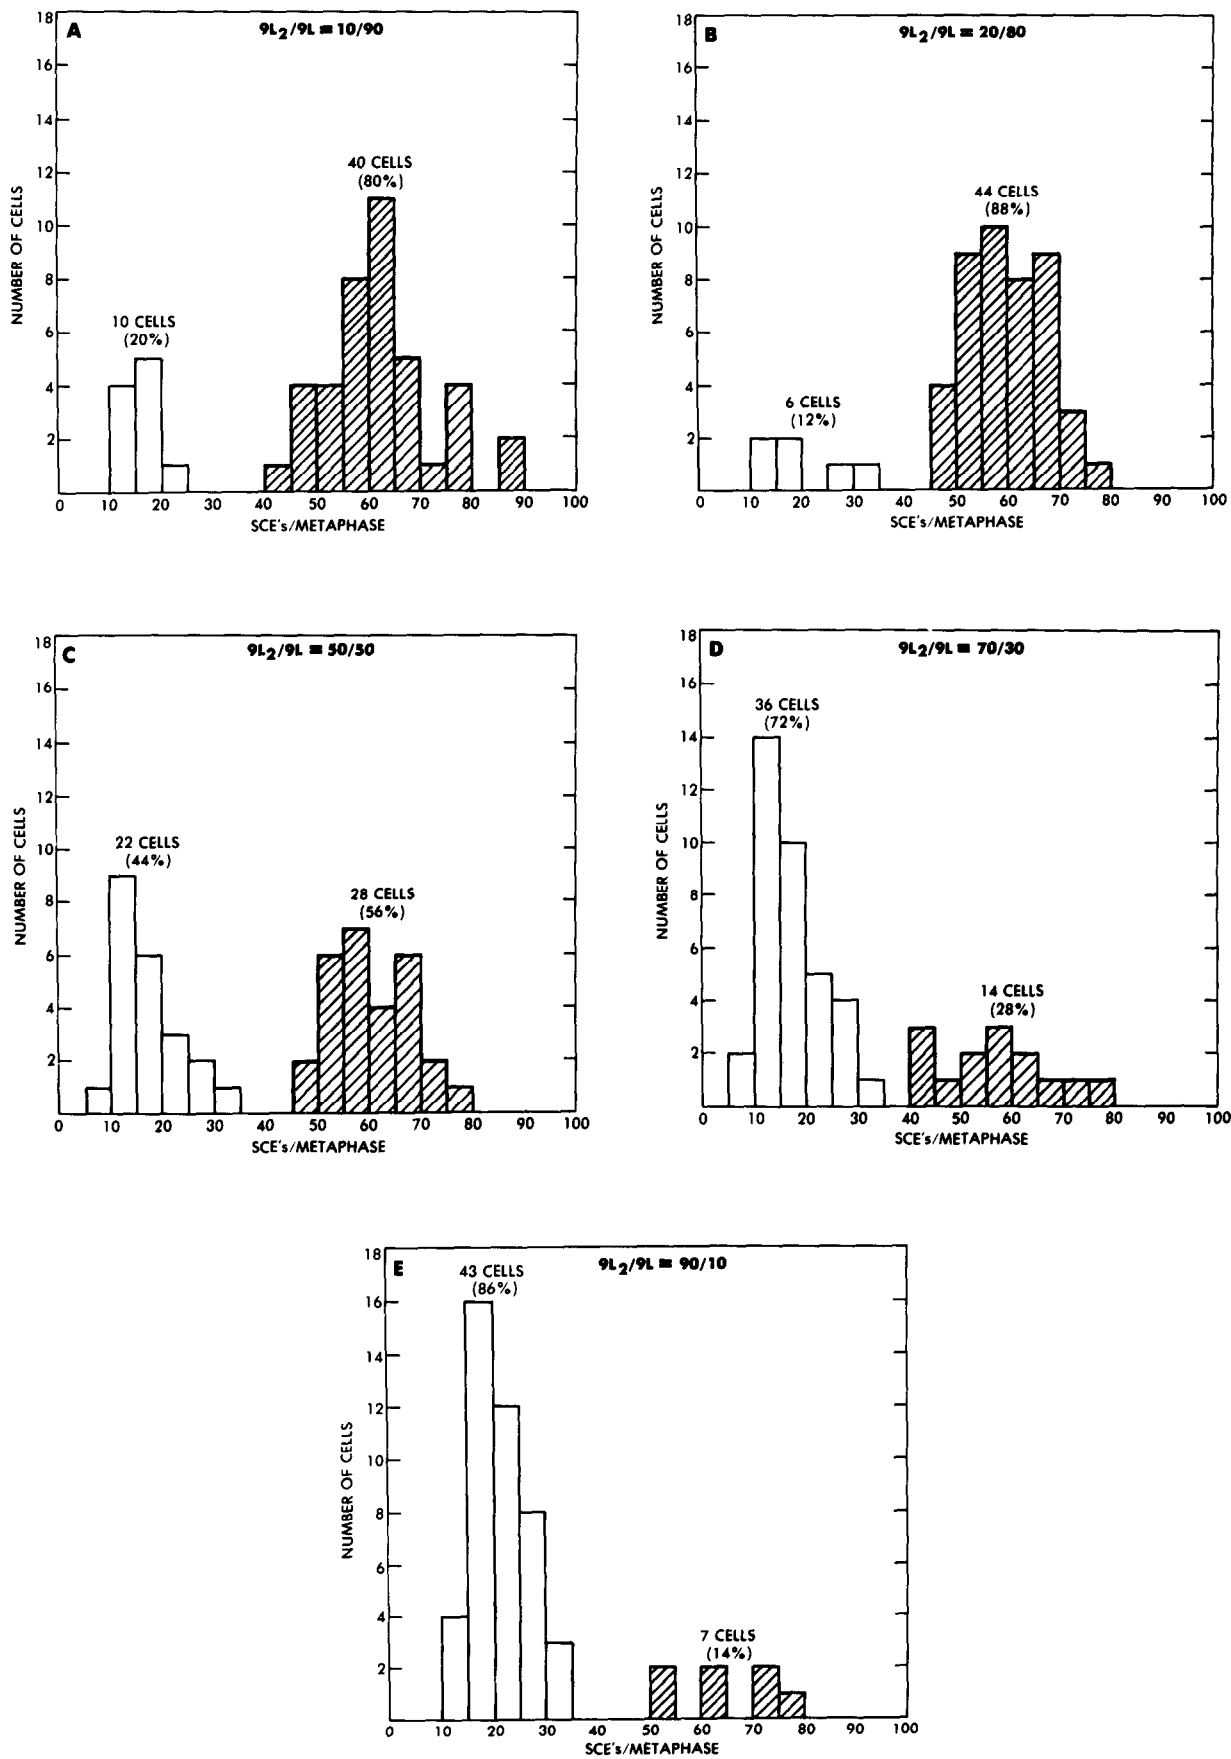 A
9L2/9L = 10/90
18
16
14
12
10
8
6
4
2
NUMBER OF CELLS
10 CELLS
(20%)
40 CELLS
(80%)
0 10 20 30 40 50 60 70 80 90 100
SCE's/METAPHASE
B
9L2/9L = 20/80
18
16
14
12
10
8
6
4
2
NUMBER OF CELLS
6 CELLS
(12%)
44 CELLS
(88%)
0 10 20 30 40 50 60 70 80 90 100
SCE's/METAPHASE
C
9L2/9L = 50/50
18
16
14
12
10
8
6
4
2
NUMBER OF CELLS
22 CELLS
(44%)
28 CELLS
(56%)
0 10 20 30 40 50 60 70 80 90 100
SCE's/METAPHASE
D
9L2/9L = 70/30
18
16
14
12
10
8
6
4
2
NUMBER OF CELLS
36 CELLS
(72%)
14 CELLS
(28%)
0 10 20 30 40 50 60 70 80 90 100
SCE's/METAPHASE
E
9L2/9L = 90/10
18
16
14
12
10
8
6
4
2
NUMBER OF CELLS
43 CELLS
(86%)
7 CELLS
(14%)
0 10 20 30 40 50 60 70 80 90 100
SCE's/METAPHASE